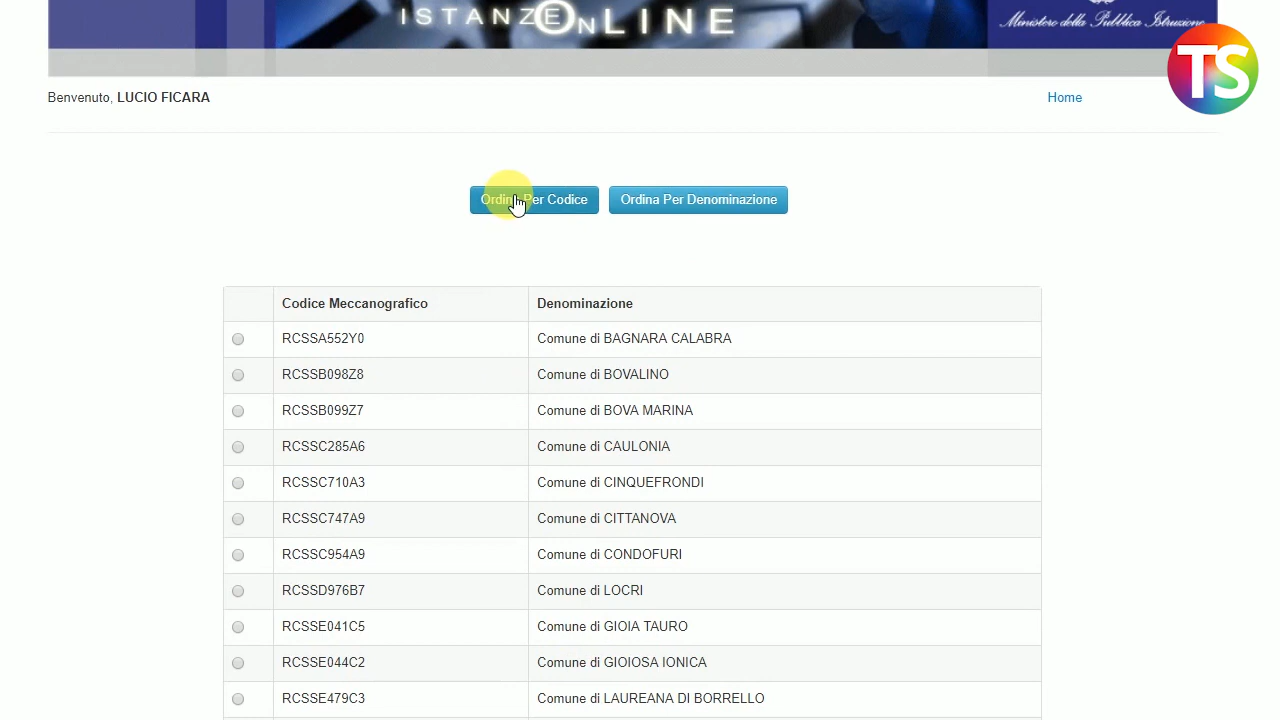 ISTANZE ON LINE
Ministero della Pubblica Istruzione
TS
Benvenuto, LUCIO FICARA
Home
Ordina Per Codice
Ordina Per Denominazione
Codice Meccanografico
Denominazione
RCSSA552Y0
Comune di BAGNARA CALABRA
RCSSB098Z8
Comune di BOVALINO
RCSSB099Z7
Comune di BOVA MARINA
RCSSC285A6
Comune di CAULONIA
RCSSC710A3
Comune di CINQUEFRONDI
RCSSC747A9
Comune di CITTANOVA
RCSSC954A9
Comune di CONDOFURI
RCSSD976B7
Comune di LOCRI
RCSSE041C5
Comune di GIOIA TAURO
RCSSE044C2
Comune di GIOIOSA IONICA
RCSSE479C3
Comune di LAUREANA DI BORRELLO